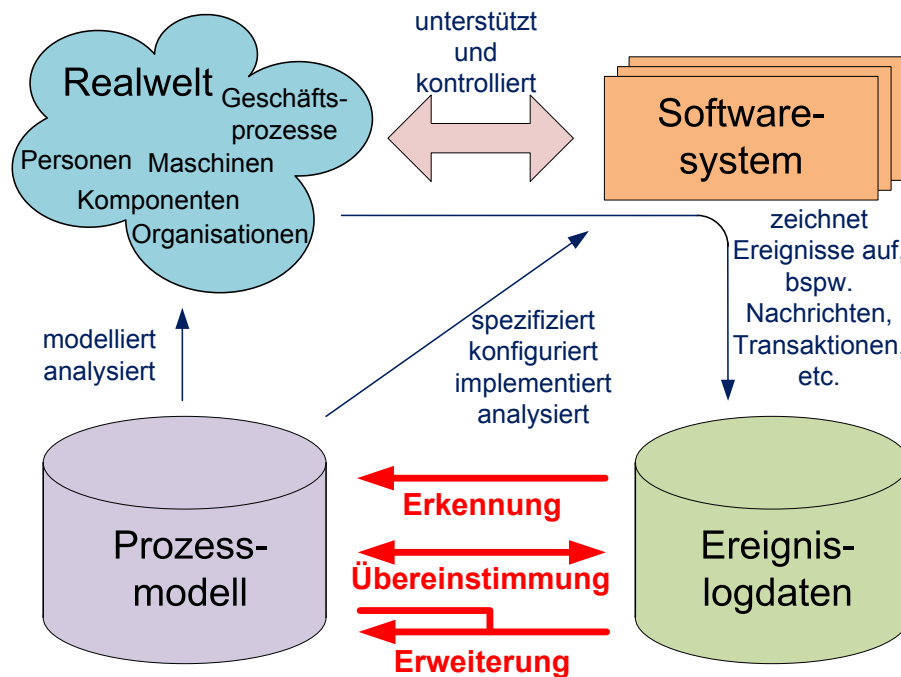 unterstützt
und
kontrolliert
Realwelt
Geschäfts-
prozesse
Personen
Maschinen
Komponenten
Organisationen
Software-
system
zeichnet
Ereignisse auf,
bspw.
Nachrichten,
Transaktionen,
etc.
modelliert
analysiert
spezifiziert
konfiguriert
implementiert
analysiert
Prozess-
modell
Erkennung
Übereinstimmung
Erweiterung
Ereignis-
logdaten